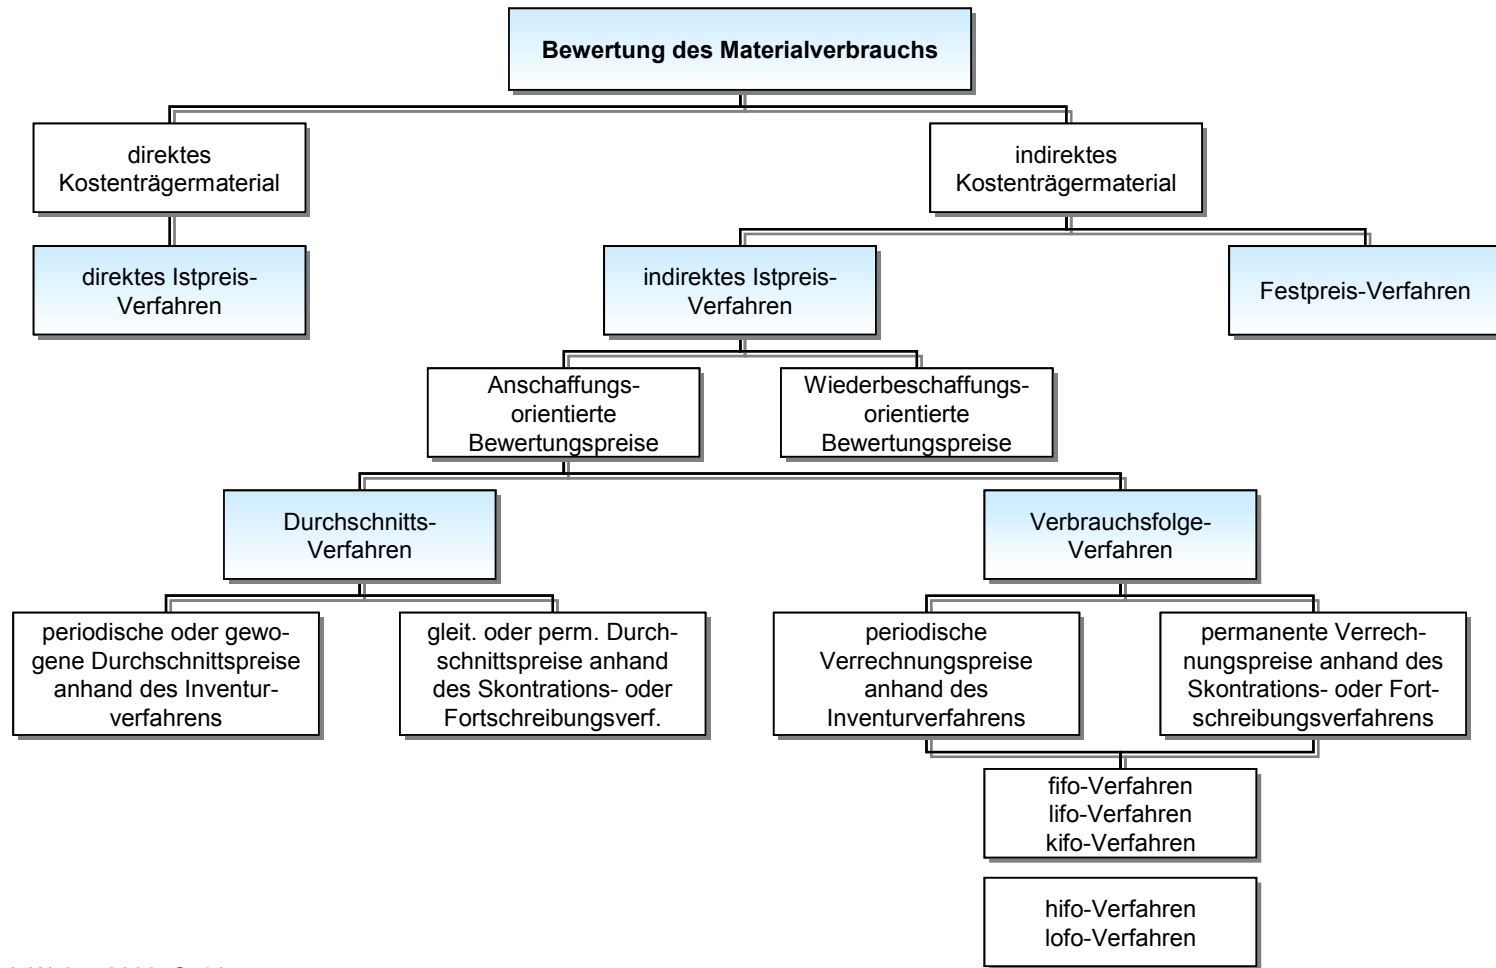 Bewertung des Materialverbrauchs
direktes
Kostenträgermaterial
indirektes
Kostenträgermaterial
direktes Istpreis-
Verfahren
indirektes Istpreis-
Verfahren
Festpreis-Verfahren
Anschaffungs-
orientierte
Bewertungspreise
Wiederbeschaffungs-
orientierte
Bewertungspreise
Durchschnitts-
Verfahren
Verbrauchsfolge-
Verfahren
periodische oder gewo-
gene Durchschnittspreise
anhand des Inventur-
verfahrens
gleit. oder perm. Durch-
schnittspreise anhand
des Skontrations- oder
Fortschreibungsverf.
periodische
Verrechnungspreise
anhand des
Inventurverfahrens
permanente Verrech-
nungspreise anhand des
Skontrations- oder Fort-
schreibungsverfahrens
fifo-Verfahren
lifo-Verfahren
kifo-Verfahren
hifo-Verfahren
lofo-Verfahren